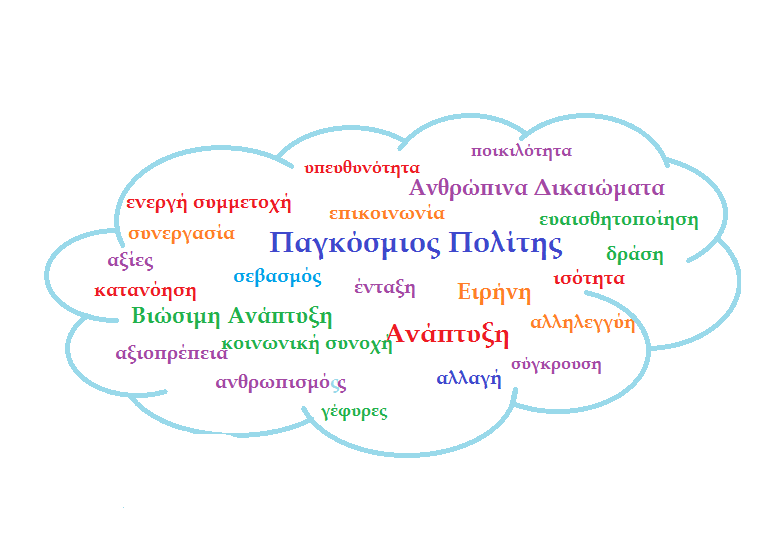 ποικιλότητα
υπευθυνότητα
Ανθρώπινα Δικαιώματα
ενεργή συμμετοχή
επικοινωνία
ευαισθητοποίηση
συνεργασία
Παγκόσμιος Πολίτης
δράση
αξίες
σεβασμός
ένταξη
ισότητα
κατανόηση
Ειρήνη
Βιώσιμη Ανάπτυξη
αλληλεγγύη
Ανάπτυξη
κοινωνική συνοχή
αξιοπρέπεια
σύγκρουση
ανθρωπισμόςς
αλλαγή
γέφυρες